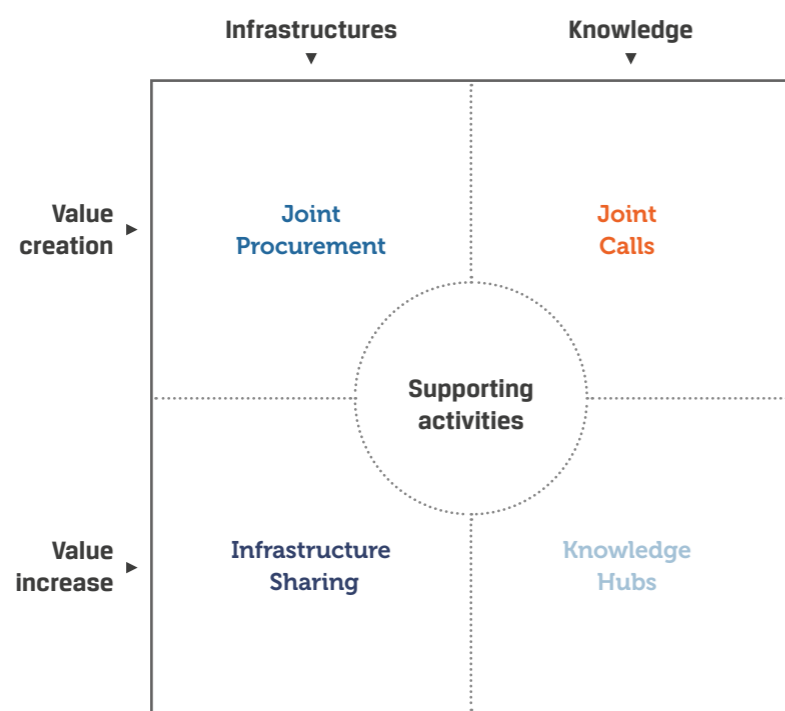 Infrastructures
Knowledge
Value
creation
Joint
Procurement
Joint
Calls
Supporting
activities
Value
increase
Infrastructure
Sharing
Knowledge
Hubs